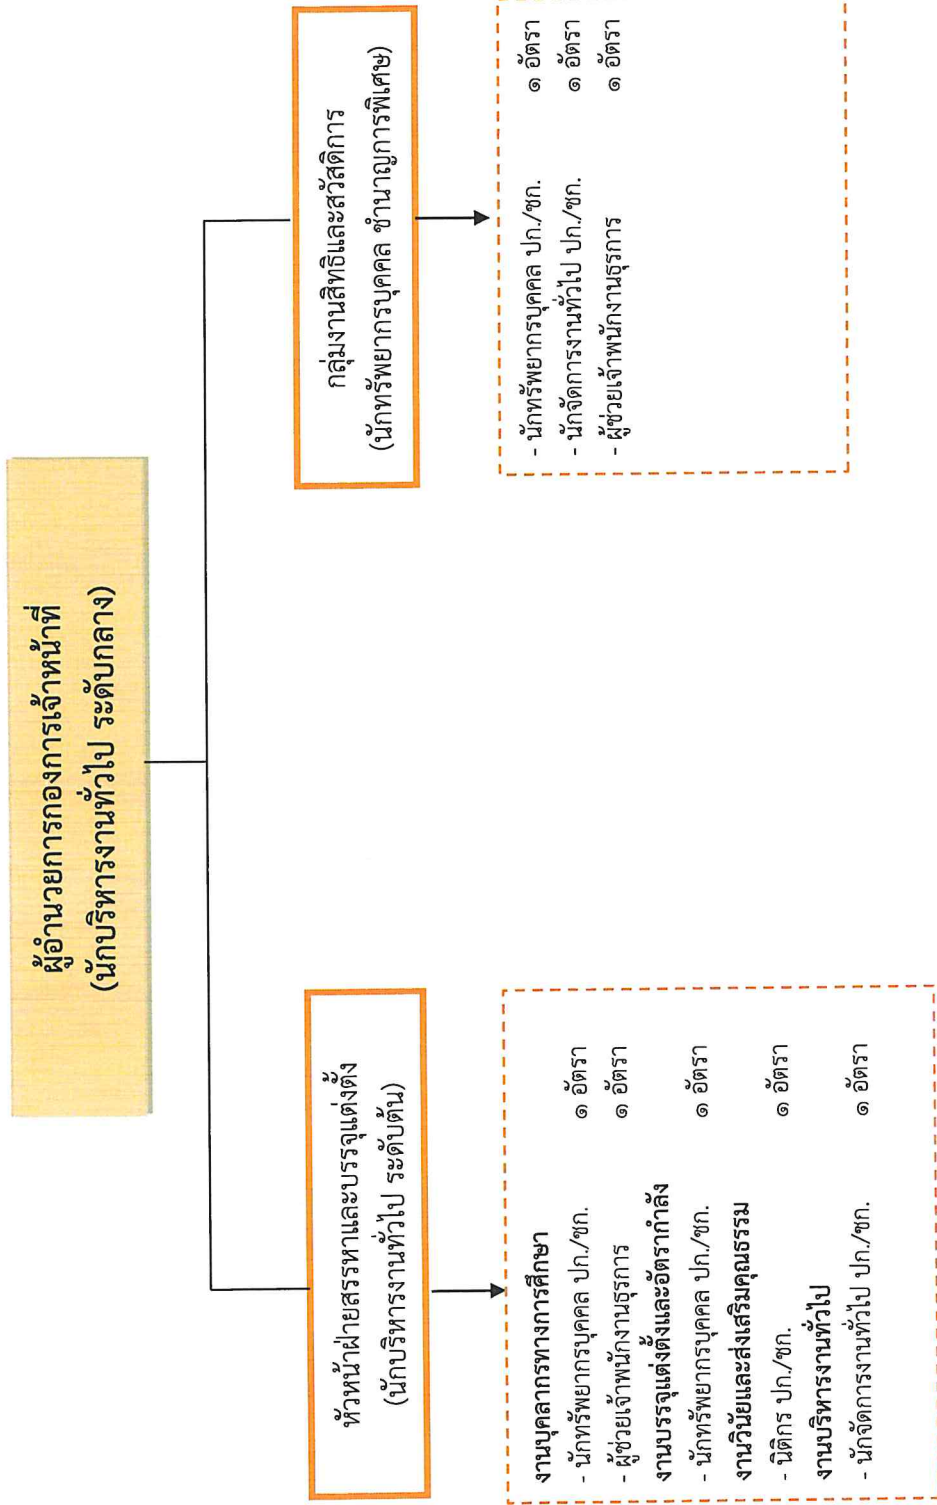 ผู้อำนวยการกองการเจ้าหน้าที่
(นักบริหารงานทั่วไป ระดับกลาง)
หัวหน้าฝ่ายสรรหาและบรรจุแต่งตั้ง
(นักบริหารงานทั่วไป ระดับต้น)
งานบุคลากรทางการศึกษา
- นักทรัพยากรบุคคล ปก./ชก. ๑ อัตรา
- ผู้ช่วยเจ้าพนักงานธุรการ ๑ อัตรา
งานบรรจุแต่งตั้งและอัตรากำลัง
- นักทรัพยากรบุคคล ปก./ชก. ๑ อัตรา
งานวินัยและส่งเสริมคุณธรรม
- นิติกร ปก./ชก. ๑ อัตรา
งานบริหารงานทั่วไป
- นักจัดการงานทั่วไป ปก./ชก. ๑ อัตรา
กลุ่มงานสิทธิและสวัสดิการ
(นักทรัพยากรบุคคล ชำนาญการพิเศษ)
- นักทรัพยากรบุคคล ปก./ชก. ๑ อัตรา
- นักจัดการงานทั่วไป ปก./ชก. ๑ อัตรา
- ผู้ช่วยเจ้าพนักงานธุรการ ๑ อัตรา